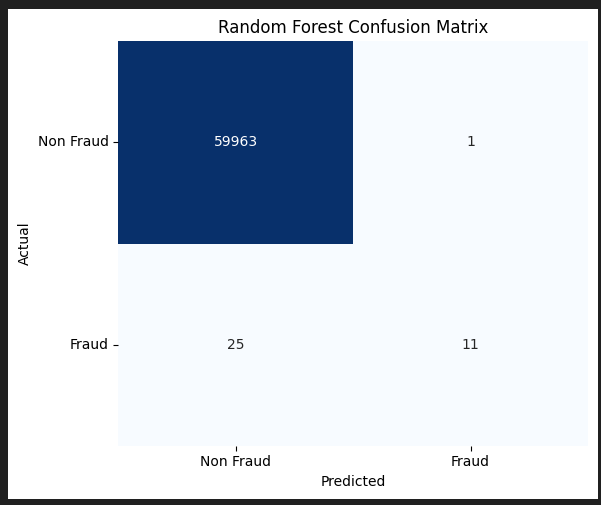 Random Forest Confusion Matrix
Non Fraud
59963
1
Actual
Fraud
25
11
Non Fraud
Fraud
Predicted